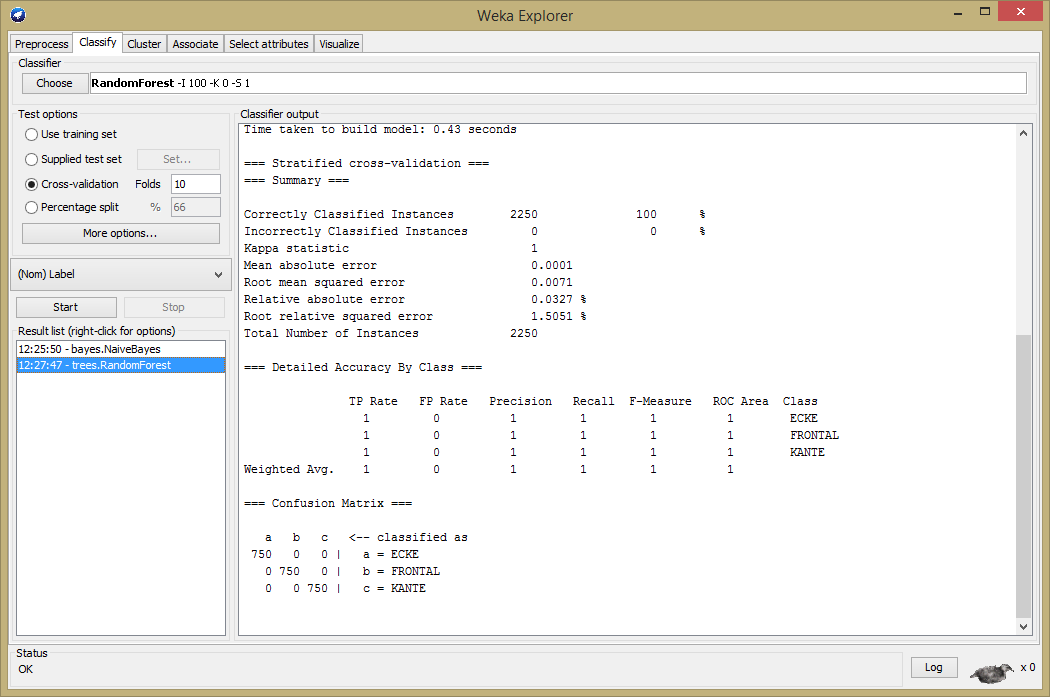 Weka Explorer
Preprocess Classify Cluster Associate Select attributes Visualize
Classifier
Choose RandomForest -I 100 -K 0 -S 1
Test options
Use training set
Supplied test set Set...
Cross-validation Folds 10
Percentage split % 66
More options...
(Nom) Label
Start Stop
Result list (right-click for options)
12:25:50 - bayes.NaiveBayes
12:27:47 - trees.RandomForest
Classifier output
Time taken to build model: 0.43 seconds
=== Stratified cross-validation ===
=== Summary ===
Correctly Classified Instances 2250 100 %
Incorrectly Classified Instances 0 0 %
Kappa statistic 1
Mean absolute error 0.0001
Root mean squared error 0.0071
Relative absolute error 0.0327 %
Root relative squared error 1.5051 %
Total Number of Instances 2250
=== Detailed Accuracy By Class ===
TP Rate FP Rate Precision Recall F-Measure ROC Area Class
1 0 1 1 1 1 ECKE
1 0 1 1 1 1 FRONTAL
1 0 1 1 1 1 KANTE
Weighted Avg. 1 0 1 1 1 1
=== Confusion Matrix ===
a b c <-- classified as
750 0 0 | a = ECKE
0 750 0 | b = FRONTAL
0 0 750 | c = KANTE
Status
OK
Log x 0